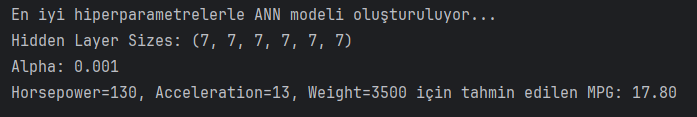 En iyi hiperparametrelerle ANN modeli oluşturuluyor...
Hidden Layer Sizes: (7, 7, 7, 7, 7, 7)
Alpha: 0.001
Horsepower=130, Acceleration=13, Weight=3500 için tahmin edilen MPG: 17.80